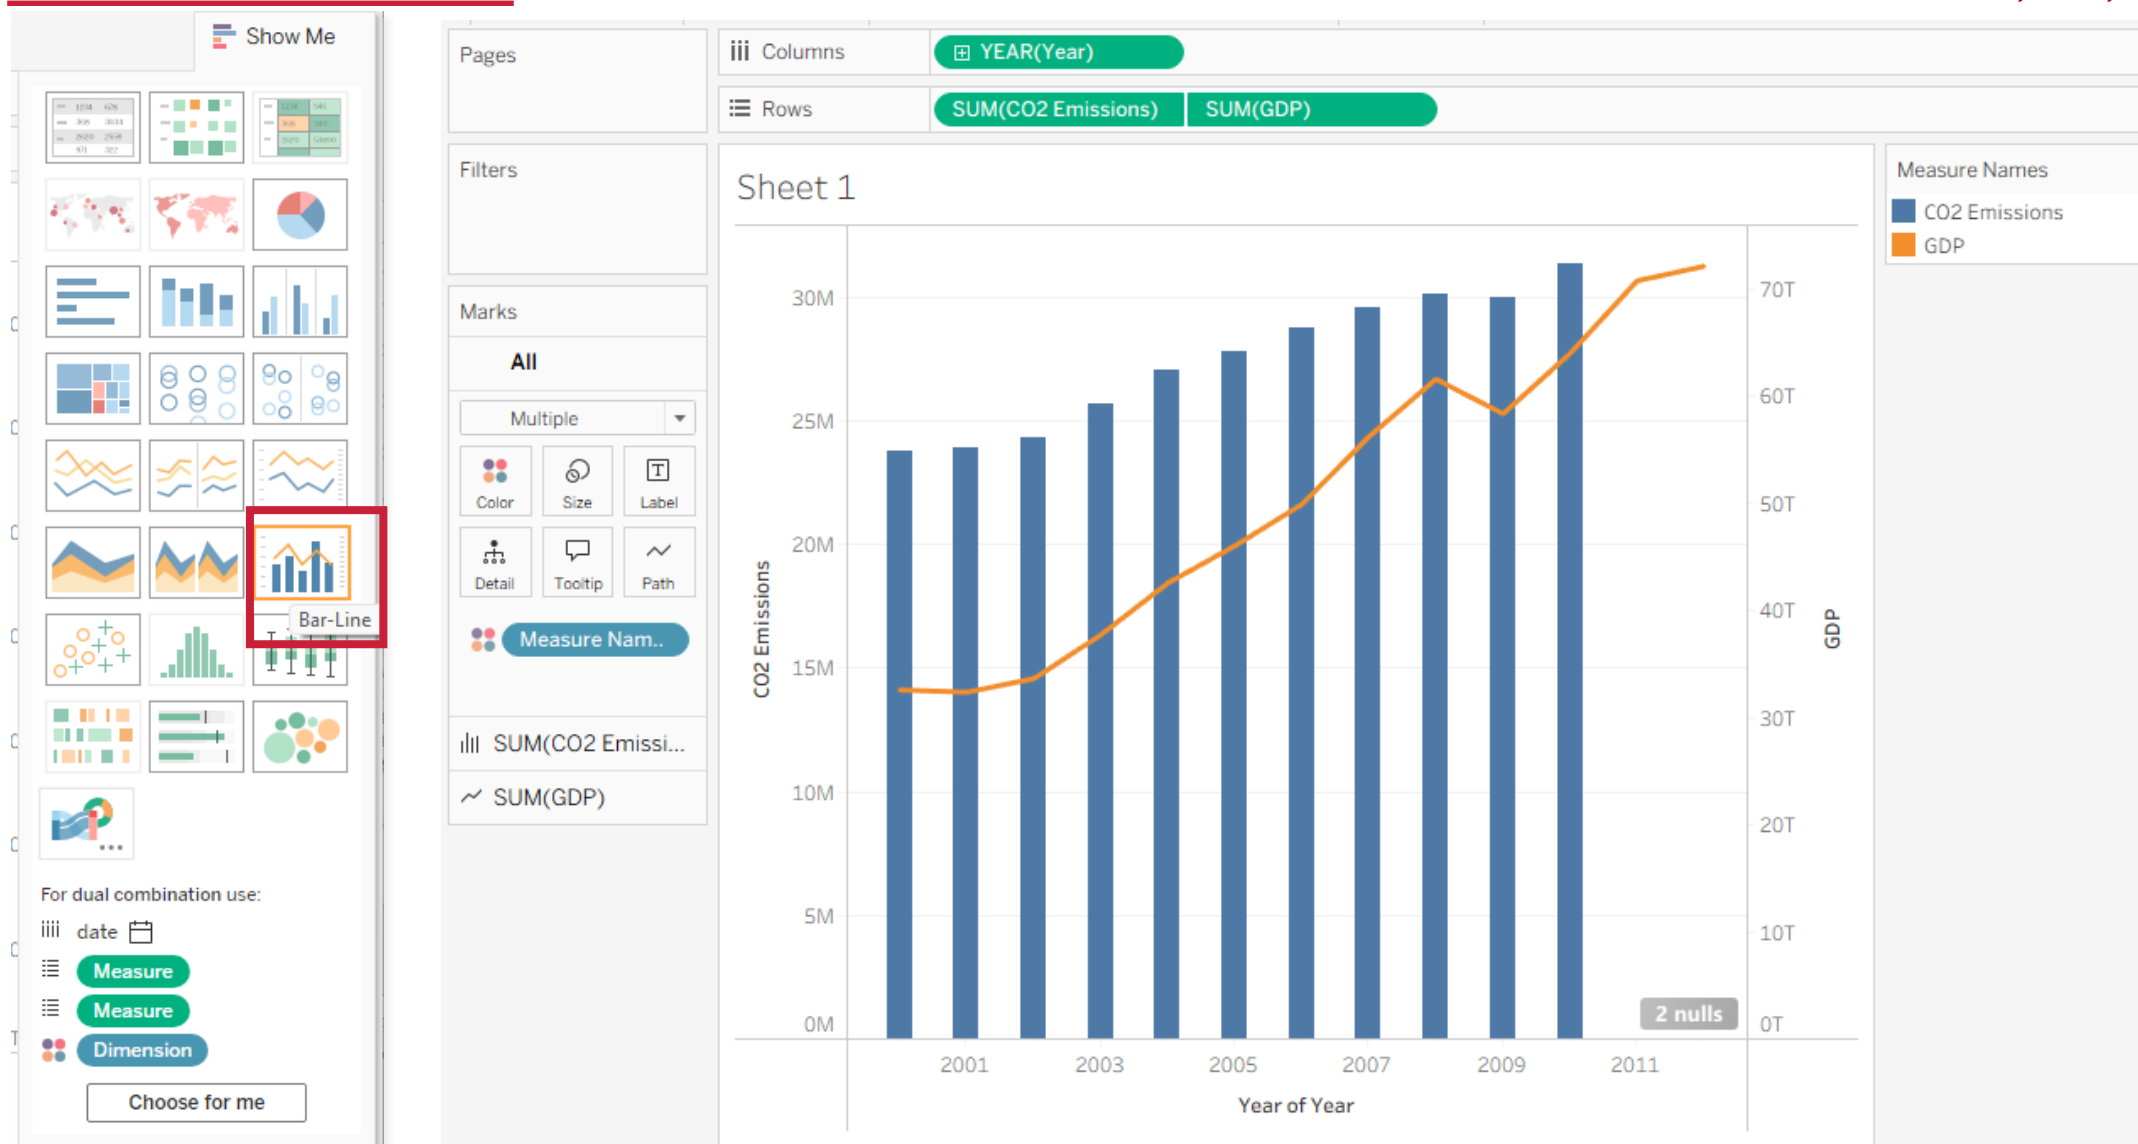 Show Me
For dual combination use:
date
Measure
Measure
Dimension
Choose for me
Bar-Line
Pages
Filters
Marks
All
Multiple
Color
Size
Label
Detail
Tooltip
Path
Measure Nam..
SUM(CO2 Emissi...
SUM(GDP)
Columns
YEAR(Year)
Rows
SUM(CO2 Emissions)
SUM(GDP)
Sheet 1
CO2 Emissions
30M
25M
20M
15M
10M
5M
0M
70T
60T
50T
40T
30T
20T
10T
0T
GDP
2 nulls
2001
2003
2005
2007
2009
2011
Year of Year
Measure Names
CO2 Emissions
GDP